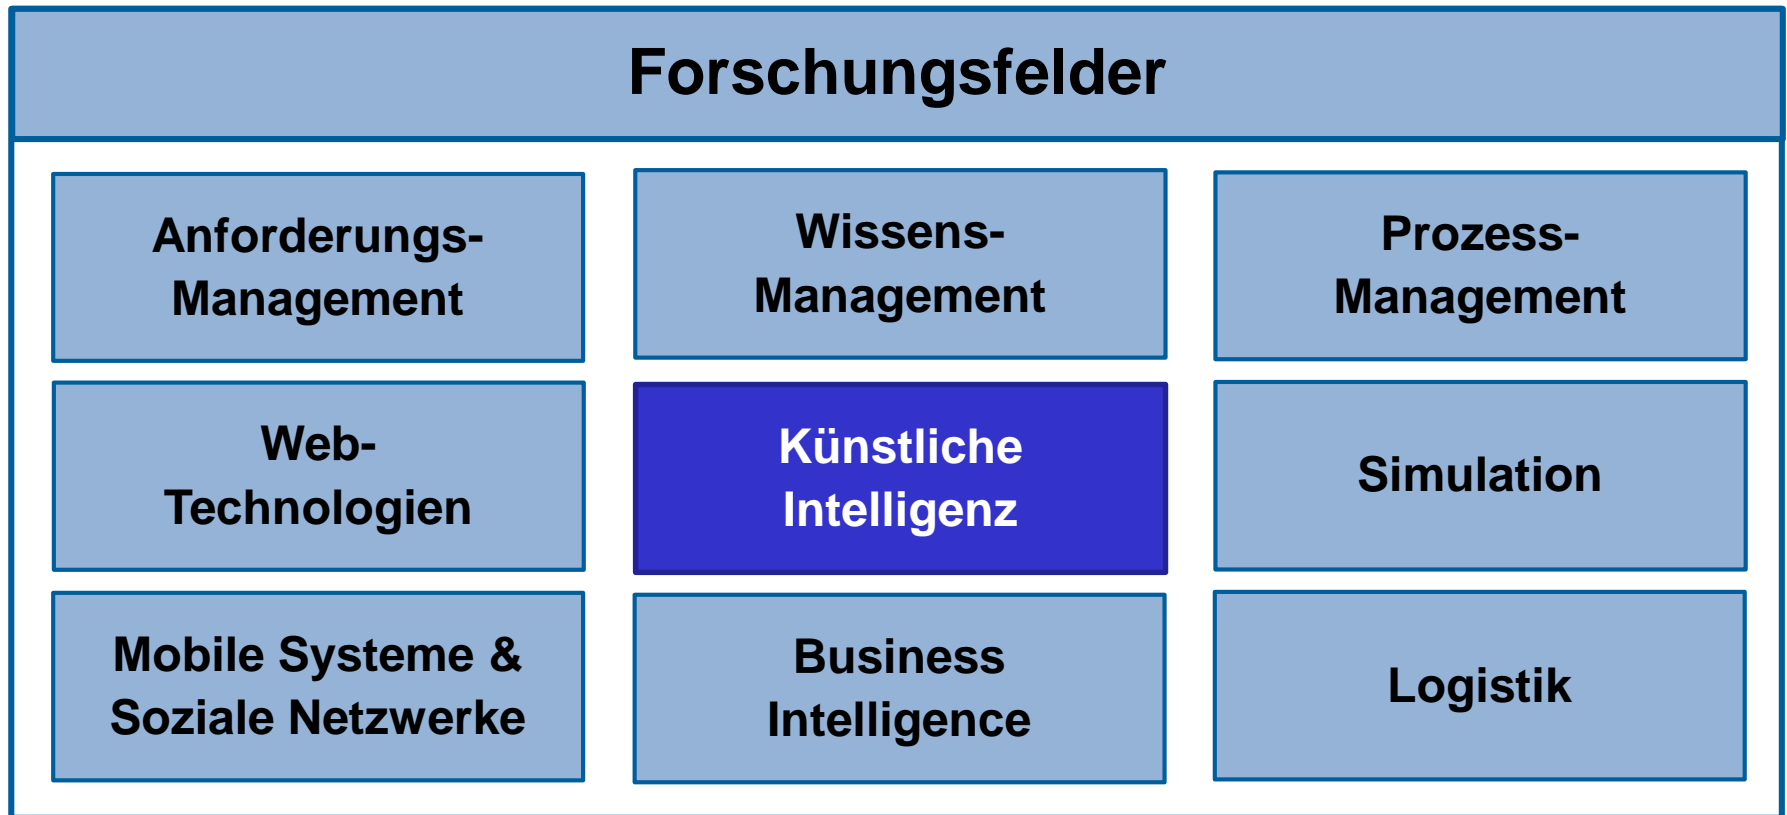 Forschungsfelder
Anforderungs-
Management
Wissens-
Management
Prozess-
Management
Web-
Technologien
Künstliche
Intelligenz
Simulation
Mobile Systeme &
Soziale Netzwerke
Business
Intelligence
Logistik